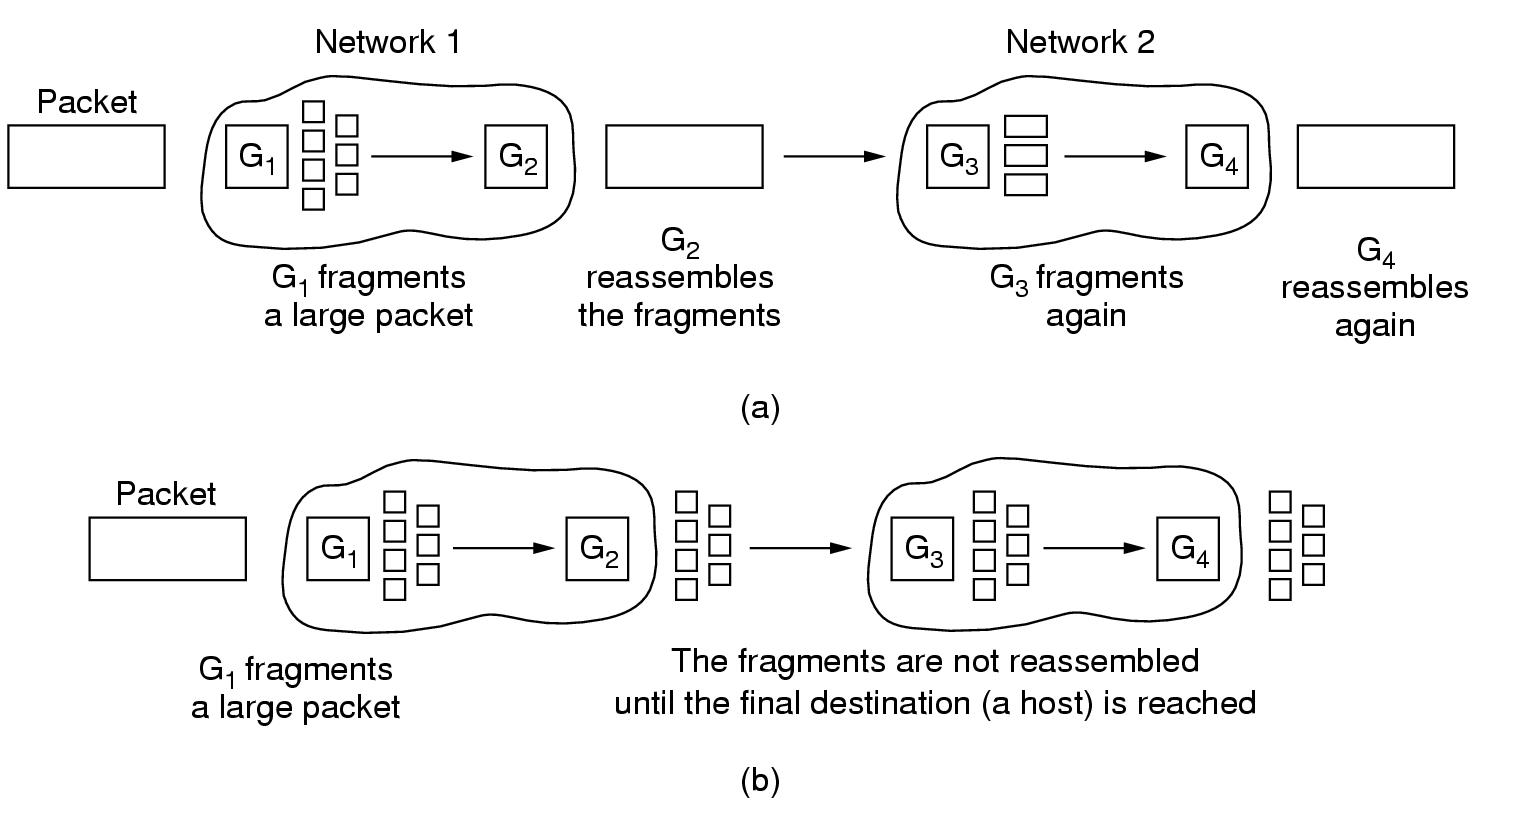 Network 1
Network 2
Packet
G1
G2
G3
G4
G1 fragments
a large packet
G2
reassembles
the fragments
G3 fragments
again
G4
reassembles
again
(a)
Packet
G1
G2
G3
G4
G1 fragments
a large packet
The fragments are not reassembled
until the final destination (a host) is reached
(b)